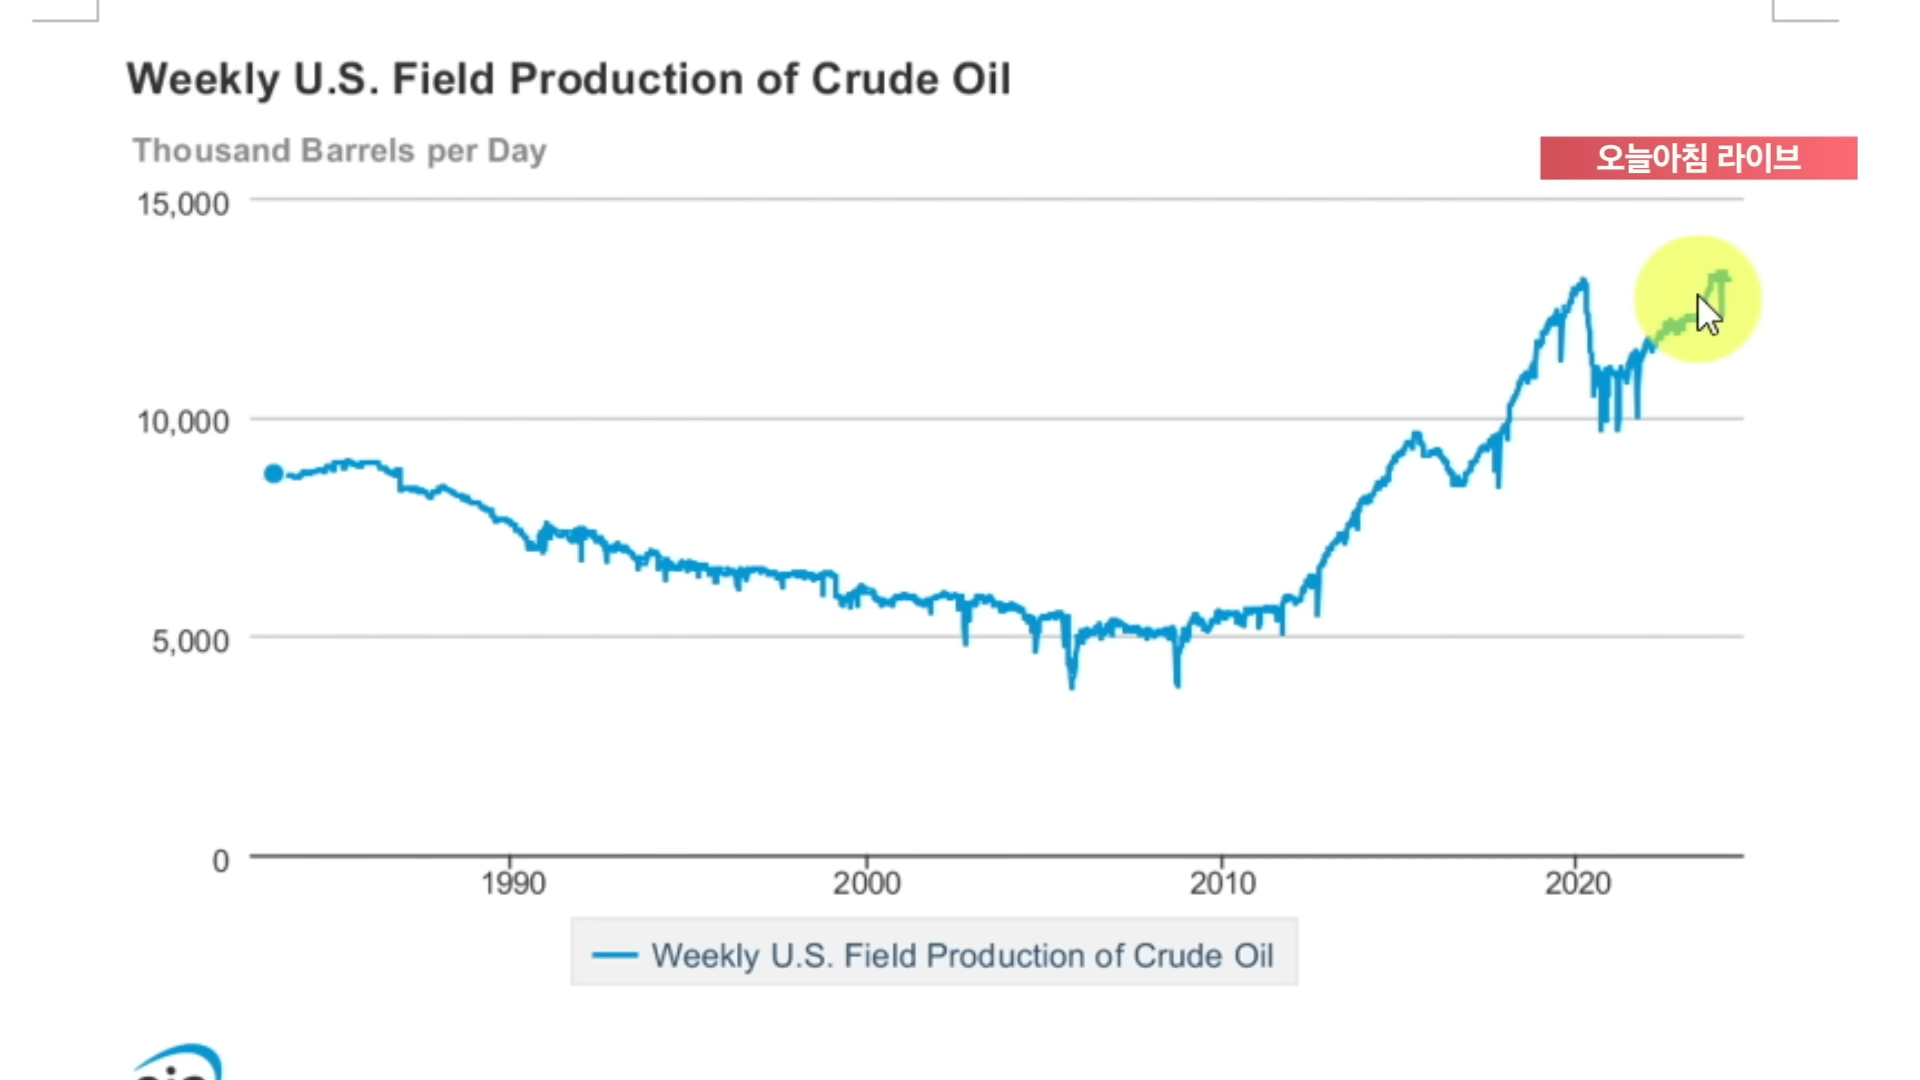 Weekly U.S. Field Production of Crude Oil
Thousand Barrels per Day
오늘아침 라이브
15,000
10,000
5,000
0
1990 2000 2010 2020
Weekly U.S. Field Production of Crude Oil
eia